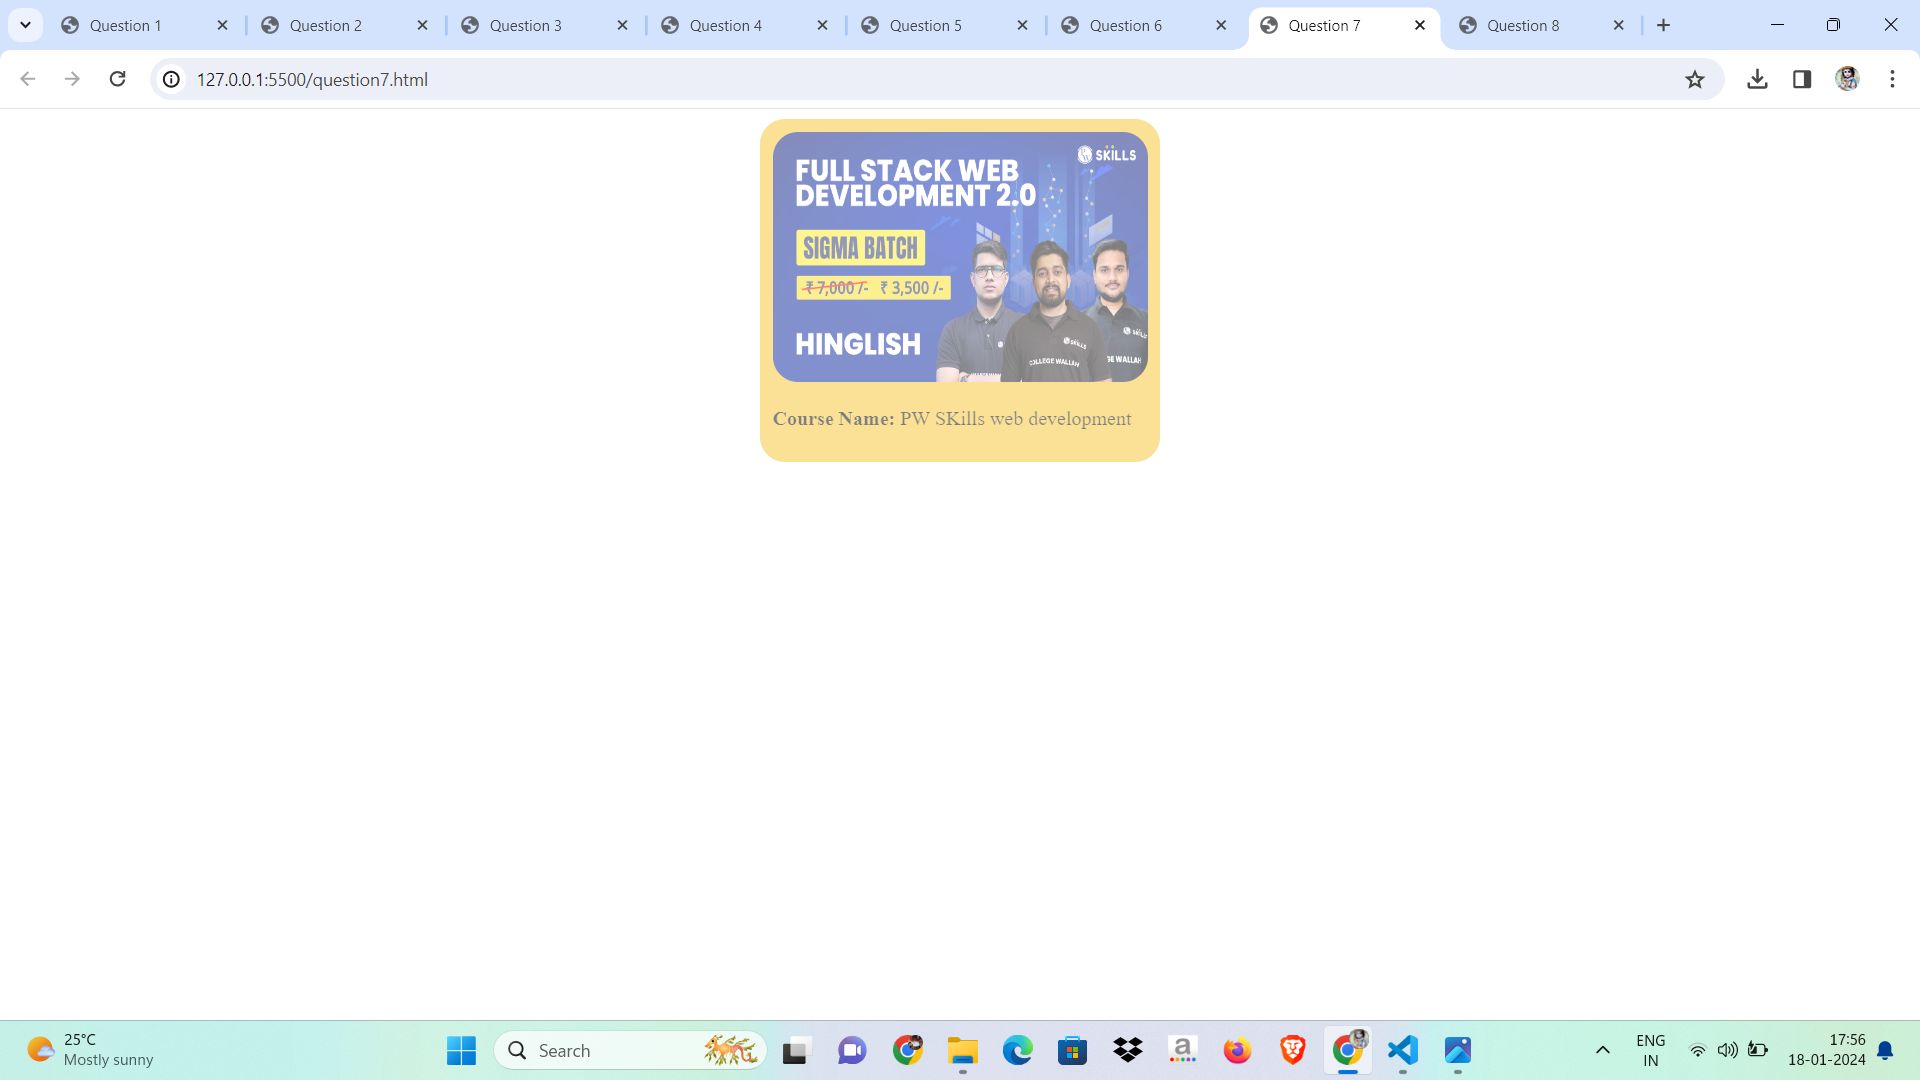 Question 1
Question 2
Question 3
Question 4
Question 5
Question 6
Question 7
Question 8
127.0.0.1:5500/question7.html
SKILLS
FULL STACK WEB
DEVELOPMENT 2.0
SIGMA BATCH
₹ 7,000 /- ₹ 3,500 /-
HINGLISH
SKILLS
COLLEGE WALLAH
Course Name: PW SKills web development
25°C
Mostly sunny
Search
a
ENG
IN
17:56
18-01-2024